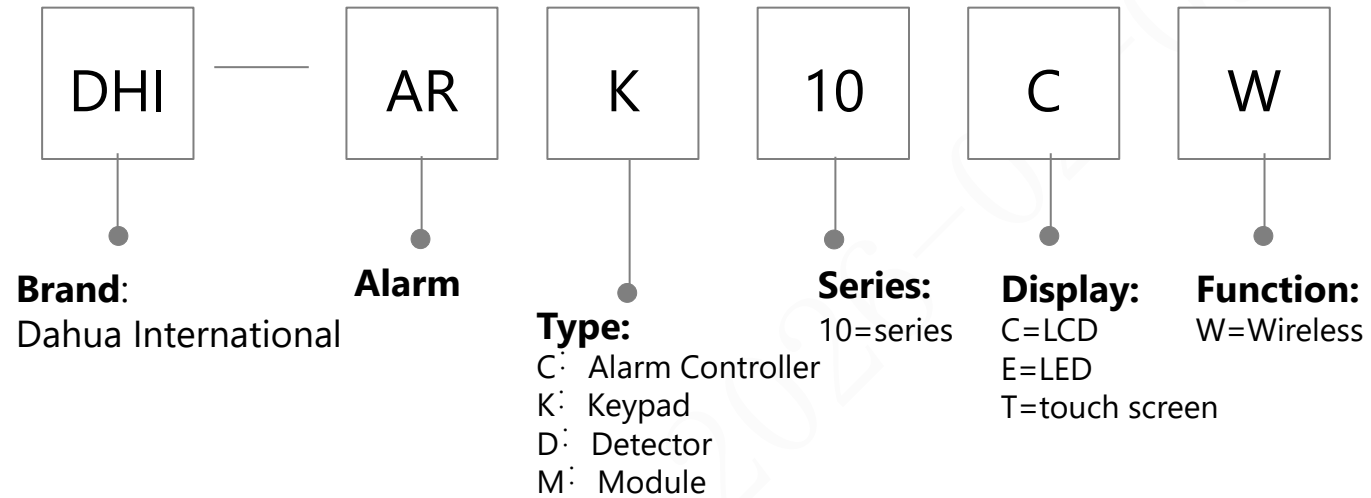 DHI — AR K 10 C W
Brand:
Dahua International
Alarm
Type:
C: Alarm Controller
K: Keypad
D: Detector
M: Module
Series:
10=series
Display:
C=LCD
E=LED
T=touch screen
Function:
W=Wireless